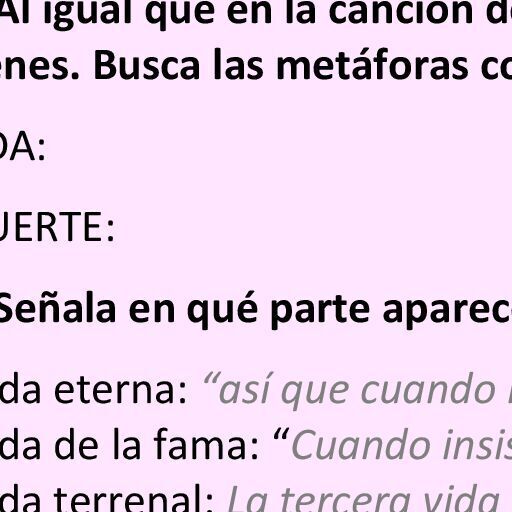 Al igual que en la canción d
enes. Busca las metáforas co
DA:
UERTE:
Señala en qué parte aparec
da eterna: “así que cuando
da de la fama: “Cuando insis
da terrenal: La tercera vida